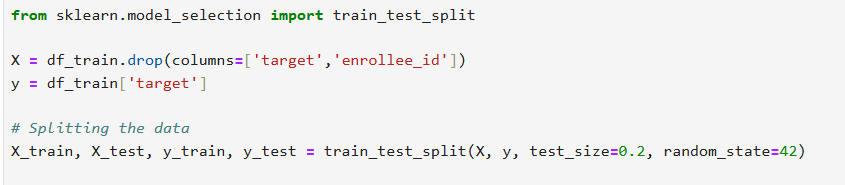 from sklearn.model_selection import train_test_split
X = df_train.drop(columns=['target','enrollee_id'])
y = df_train['target']
# Splitting the data
X_train, X_test, y_train, y_test = train_test_split(X, y, test_size=0.2, random_state=42)